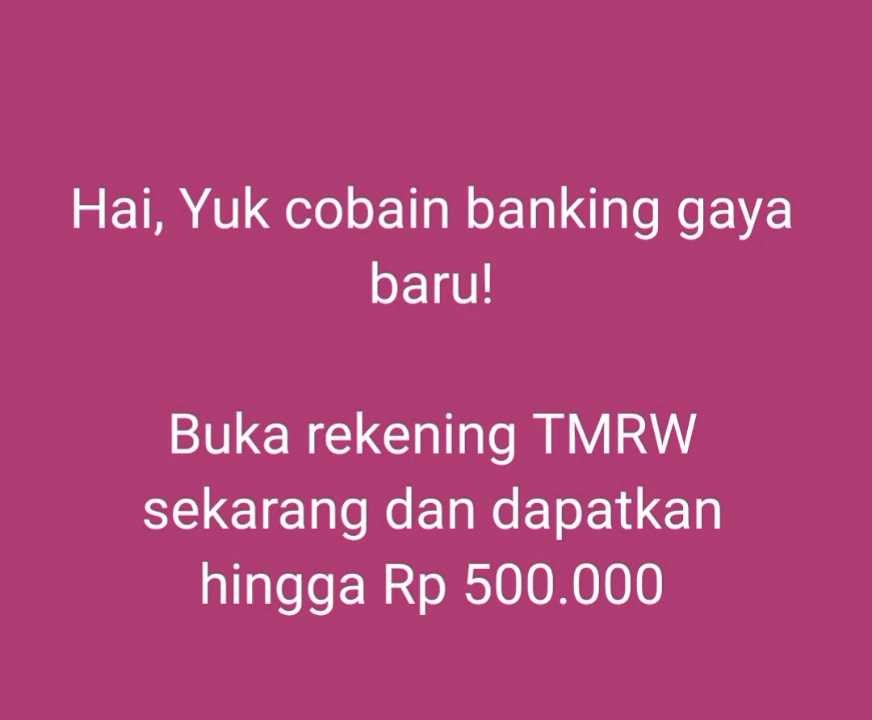 Hai, Yuk cobain banking gaya
baru!
Buka rekening TMRW
sekarang dan dapatkan
hingga Rp 500.000